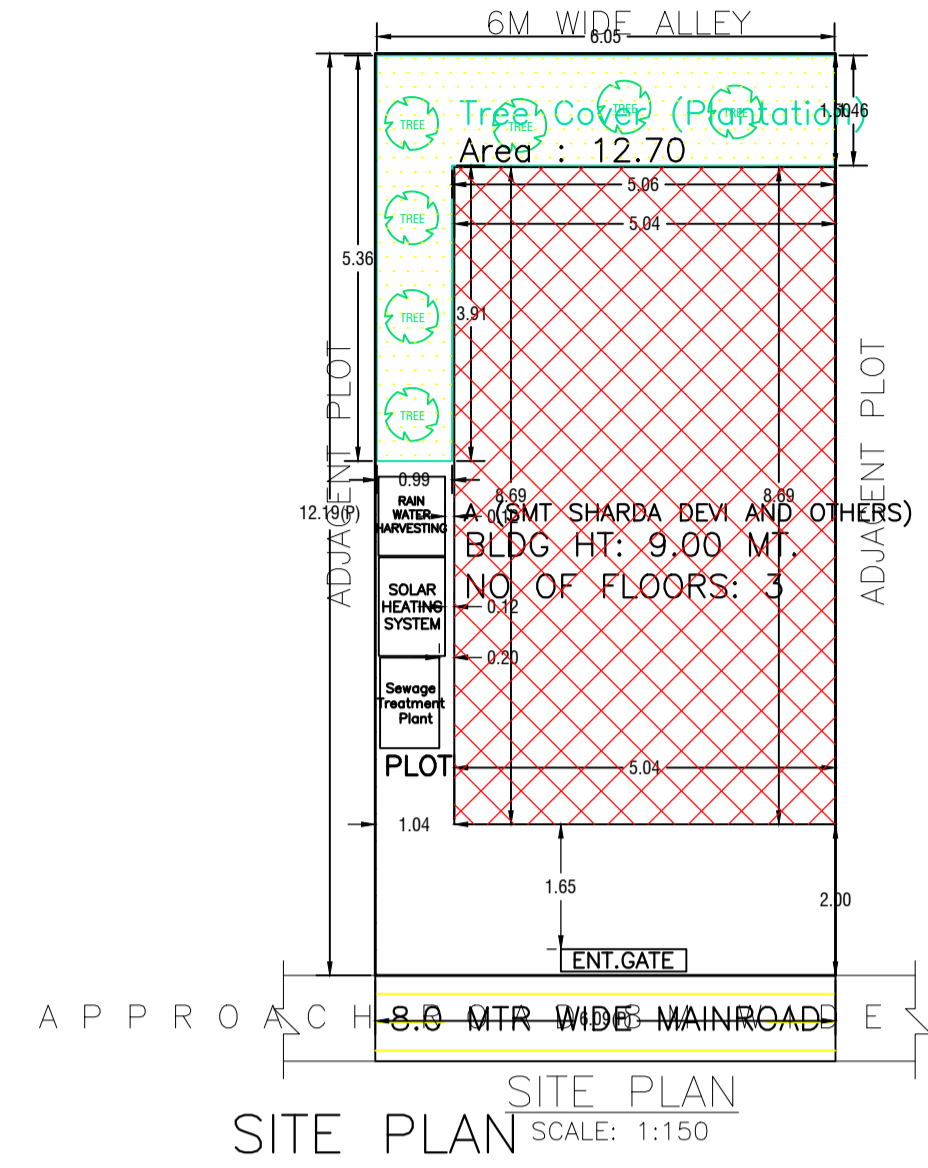 6M WIDE ALLEY
6.05
TREE
TREE
TREE
TREE
Tree Cover (Plantation)
1.50
1.46
Area : 12.70
5.06
5.04
TREE
5.36
3.91
TREE
TREE
ADJACENT PLOT
ADJACENT PLOT
0.99
8.69
8.69
12.19(P)
RAIN
WATER
HARVESTING
0.12
A (SMT SHARDA DEVI AND OTHERS)
BLDG HT: 9.00 MT.
NO OF FLOORS: 3
SOLAR
HEATING
SYSTEM
0.12
0.20
Sewage
Treatment
Plant
PLOT
5.04
1.04
1.65
2.00
ENT.GATE
8.0 MTR WIDE MAINROAD
SITE PLAN
SCALE: 1:150
SITE PLAN